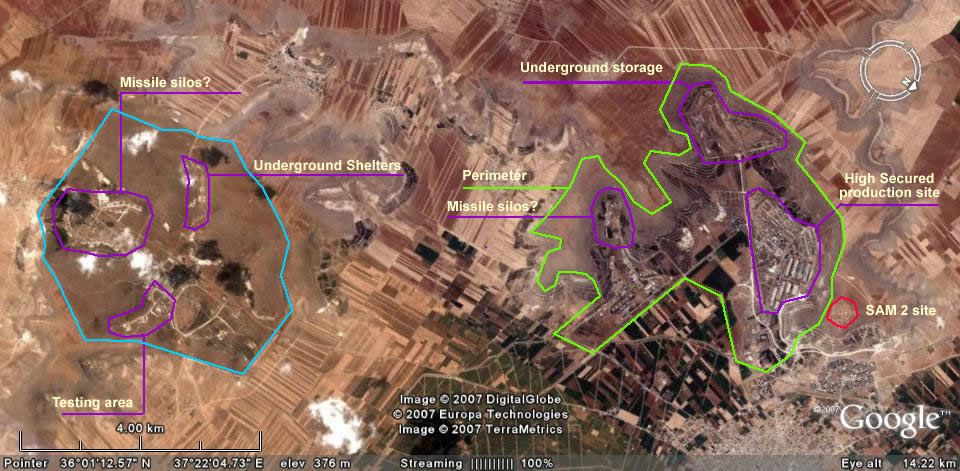 Underground storage
Missile silos?
Underground Shelters
Perimeter
High Secured
production site
Missile silos?
SAM 2 site
Testing area
4.00 km
N
Image © 2007 DigitalGlobe
© 2007 Europa Technologies
Image © 2007 TerraMetrics
©2007 Google™
Pointer 36°01'12.57" N 37°22'04.73" E elev 376 m Streaming |||||||||| 100% Eye alt 14.22 km